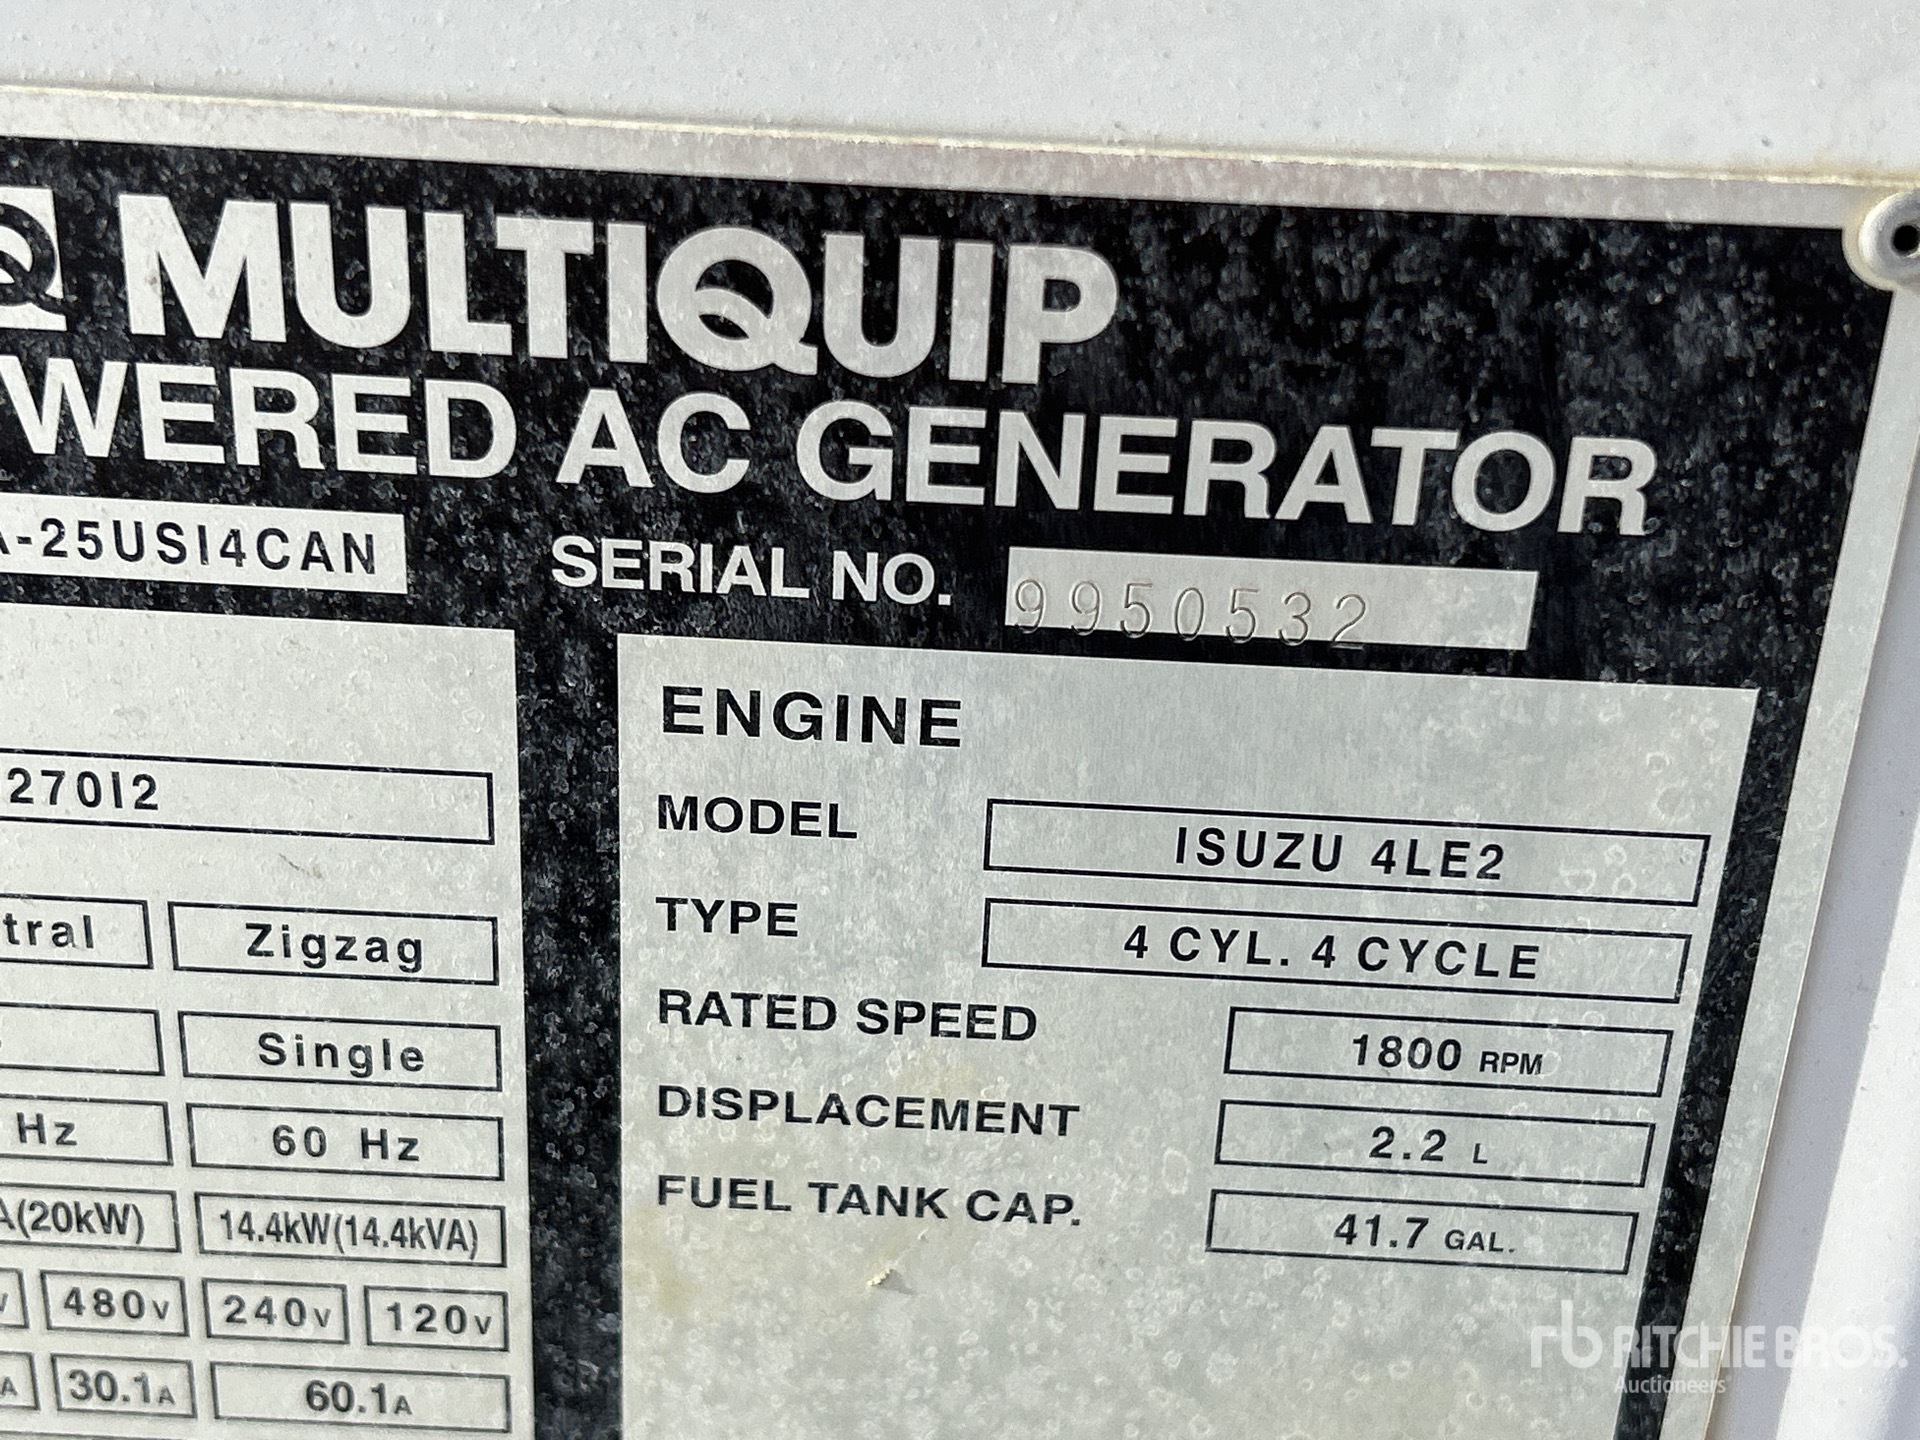 MULTIQUIP
WERED AC GENERATOR
A-25USI4CAN
SERIAL NO. 9950532
270I2
tral Zigzag
Single
Hz 60 Hz
A(20kW) 14.4kW(14.4kVA)
V 480V 240V 120V
A 30.1A 60.1A
ENGINE
MODEL ISUZU 4LE2
TYPE 4 CYL. 4 CYCLE
RATED SPEED 1800 RPM
DISPLACEMENT 2.2 L
FUEL TANK CAP. 41.7 GAL.
rb RITCHIE BROS.
Auctioneers